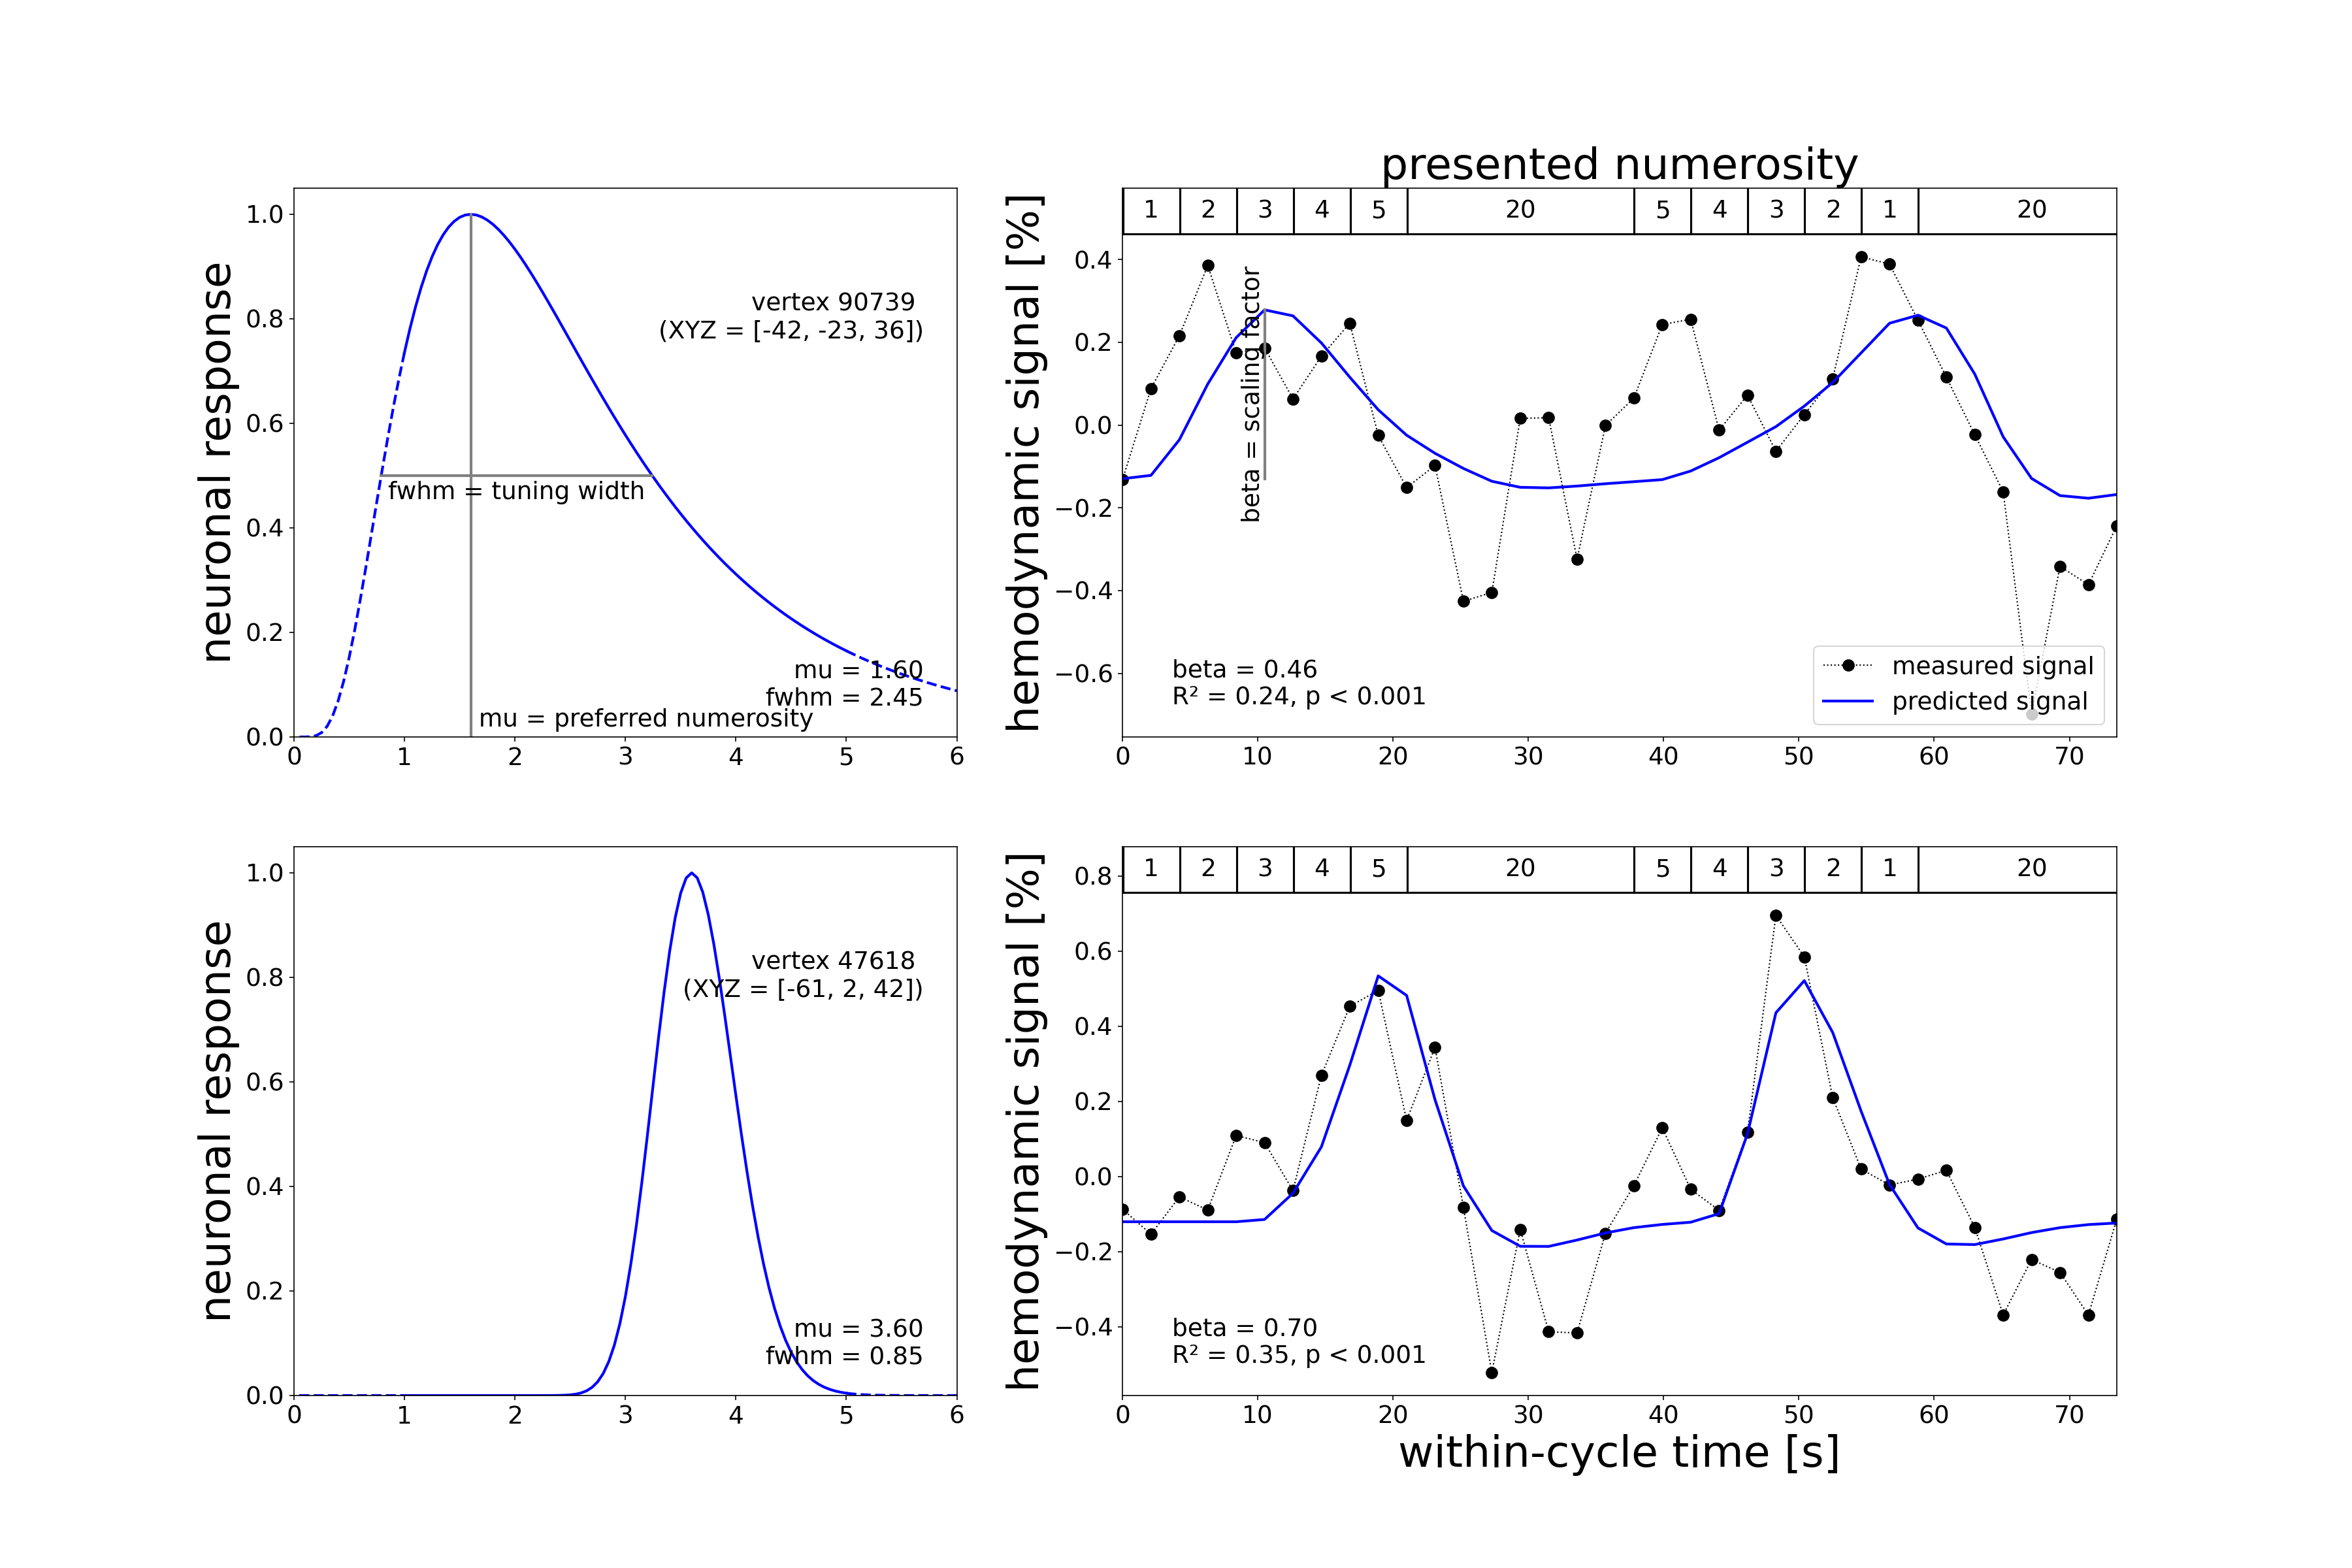 presented numerosity
neuronal response
1.0
0.8
0.6
0.4
0.2
0.0
0 1 2 3 4 5 6
vertex 90739
(XYZ = [-42, -23, 36])
fwhm = tuning width
mu = 1.60
fwhm = 2.45
mu = preferred numerosity
hemodynamic signal [%]
1 2 3 4 5 20 5 4 3 2 1 20
0.4
0.2
0.0
−0.2
−0.4
−0.6
0 10 20 30 40 50 60 70
beta = scaling factor
beta = 0.46
R² = 0.24, p < 0.001
measured signal
predicted signal
neuronal response
1.0
0.8
0.6
0.4
0.2
0.0
0 1 2 3 4 5 6
vertex 47618
(XYZ = [-61, 2, 42])
mu = 3.60
fwhm = 0.85
hemodynamic signal [%]
1 2 3 4 5 20 5 4 3 2 1 20
0.8
0.6
0.4
0.2
0.0
−0.2
−0.4
0 10 20 30 40 50 60 70
beta = 0.70
R² = 0.35, p < 0.001
within-cycle time [s]